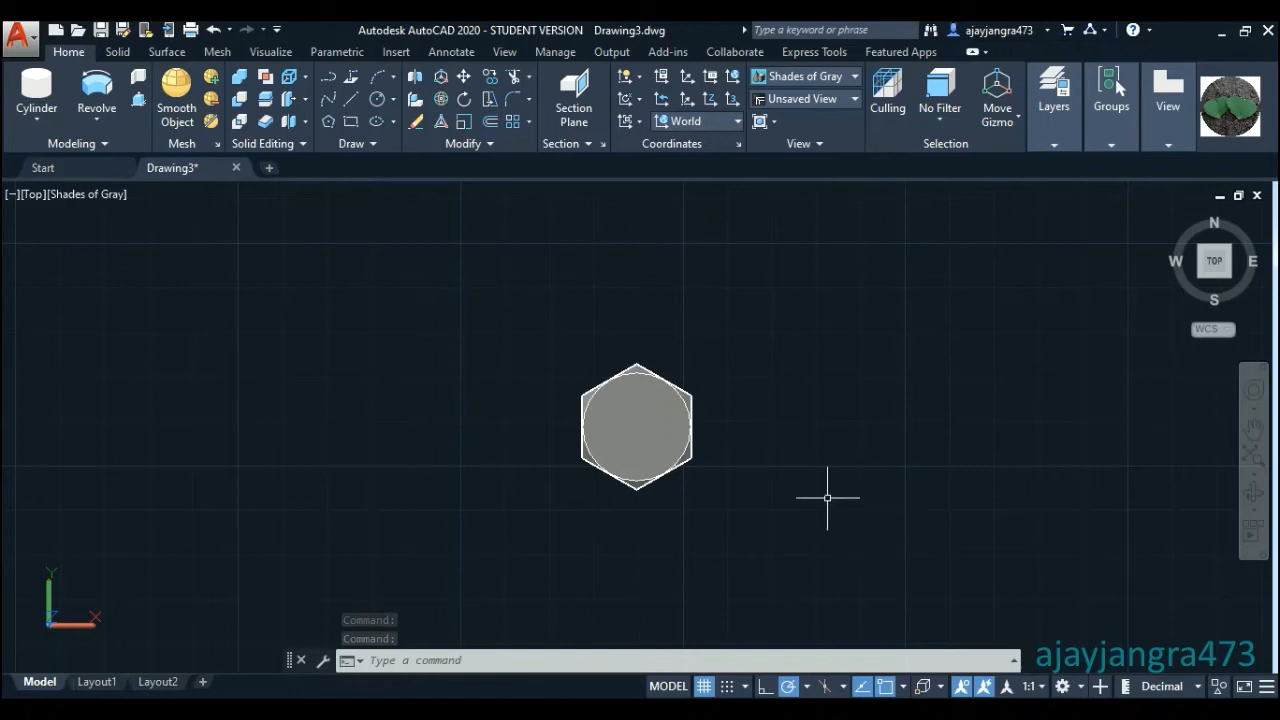 Autodesk AutoCAD 2020 - STUDENT VERSION Drawing3.dwg
Type a keyword or phrase
ajayjangra473
Home Solid Surface Mesh Visualize Parametric Insert Annotate View Manage Output Add-ins Collaborate Express Tools Featured Apps
Cylinder Revolve Smooth Object Section Plane World Shades of Gray Unsaved View Culling No Filter Move Gizmo Layers Groups View
Modeling Mesh Solid Editing Draw Modify Section Coordinates View Selection
Start Drawing3*
[−][Top][Shades of Gray]
N
W TOP E
S
WCS
Y
X
Command:
Command:
Type a command
ajayjangra473
Model Layout1 Layout2 MODEL 1:1 Decimal